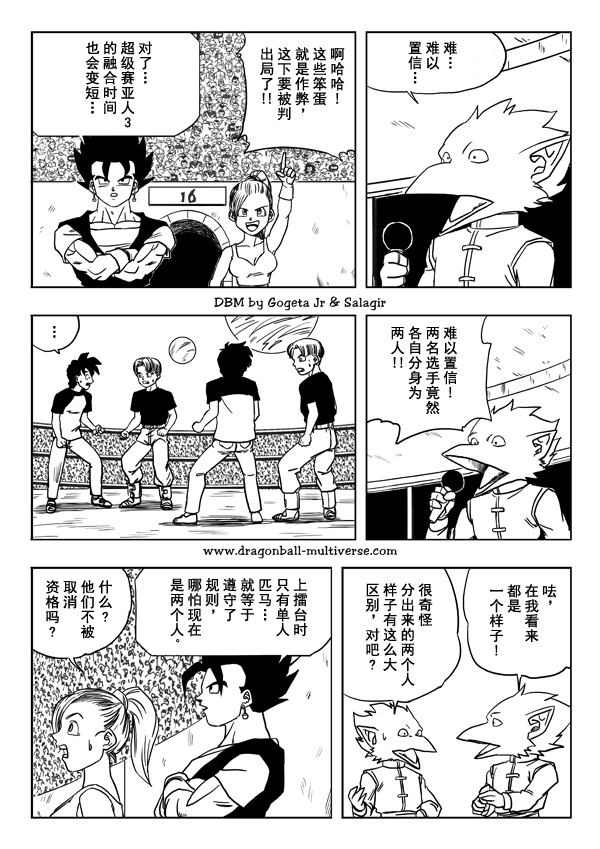 难…
难以
置信…
啊哈哈！
这些笨蛋
就是作弊，
这下要被判
出局了!!
对了…
超级赛亚人3
的融合时间
也会变短…
16
DBM by Gogeta Jr & Salagir
难以置信！
两名选手竟然
各自分身为
两人!!
…
www.dragonball-multiverse.com
呿，
在我看来
都是
一个样子！
很奇怪
分出来的两个人
样子有这么大
区别，对吧？
上擂台时
只有单人
匹马…
就等于
遵守了
规则，
哪怕现在
是两个人。
什么？
他们不被
取消
资格吗？